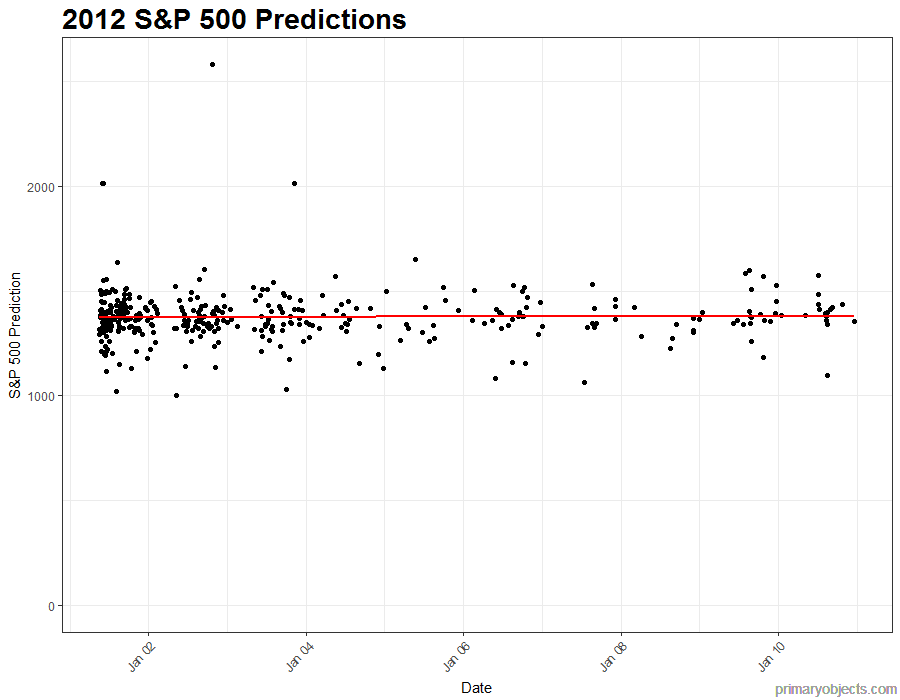 2012 S&P 500 Predictions
S&P 500 Prediction
2000
1000
0
Jan 02
Jan 04
Jan 06
Jan 08
Jan 10
Date
primaryobjects.com